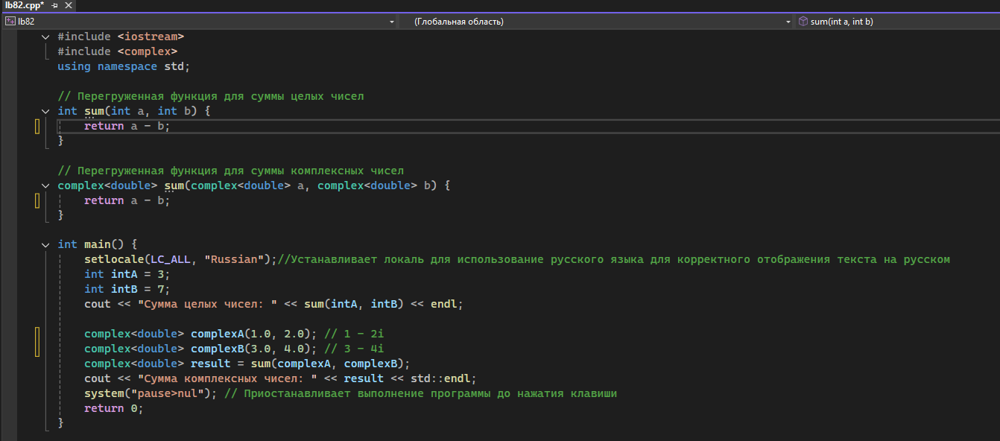 lb82.cpp*
lb82 (Глобальная область) sum(int a, int b)
#include <iostream>
#include <complex>
using namespace std;

// Перегруженная функция для суммы целых чисел
int sum(int a, int b) {
    return a - b;
}

// Перегруженная функция для суммы комплексных чисел
complex<double> sum(complex<double> a, complex<double> b) {
    return a - b;
}

int main() {
    setlocale(LC_ALL, "Russian");//Устанавливает локаль для использование русского языка для корректного отображения текста на русском
    int intA = 3;
    int intB = 7;
    cout << "Сумма целых чисел: " << sum(intA, intB) << endl;

    complex<double> complexA(1.0, 2.0); // 1 - 2i
    complex<double> complexB(3.0, 4.0); // 3 - 4i
    complex<double> result = sum(complexA, complexB);
    cout << "Сумма комплексных чисел: " << result << std::endl;
    system("pause>nul"); // Приостанавливает выполнение программы до нажатия клавиши
    return 0;
}